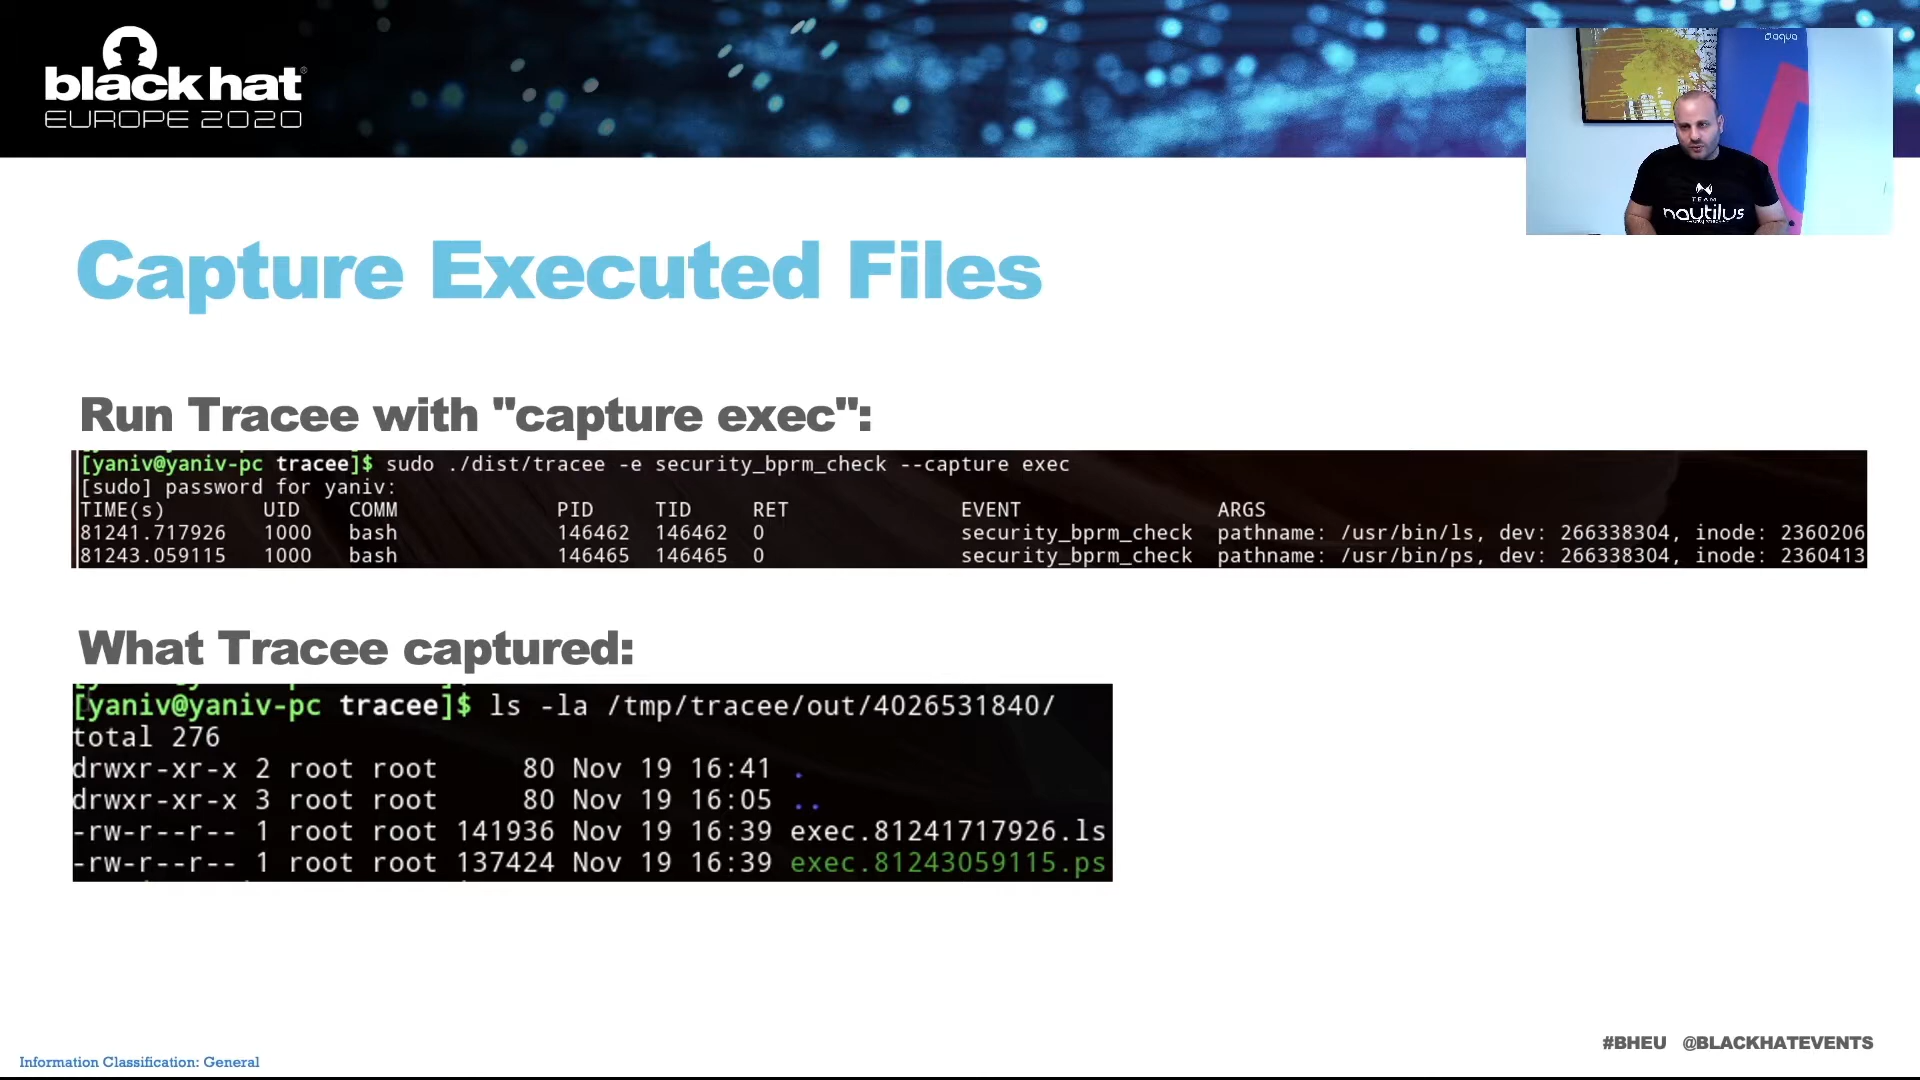 black hat®
EUROPE 2020
aqua
TEAM
nautilus
Capture Executed Files
Run Tracee with "capture exec":
[yaniv@yaniv-pc tracee]$ sudo ./dist/tracee -e security_bprm_check --capture exec
[sudo] password for yaniv:
TIME(s) UID COMM PID TID RET EVENT ARGS
81241.717926 1000 bash 146462 146462 0 security_bprm_check pathname: /usr/bin/ls, dev: 266338304, inode: 2360206
81243.059115 1000 bash 146465 146465 0 security_bprm_check pathname: /usr/bin/ps, dev: 266338304, inode: 2360413
What Tracee captured:
[yaniv@yaniv-pc tracee]$ ls -la /tmp/tracee/out/4026531840/
total 276
drwxr-xr-x 2 root root 80 Nov 19 16:41 .
drwxr-xr-x 3 root root 80 Nov 19 16:05 ..
-rw-r--r-- 1 root root 141936 Nov 19 16:39 exec.81241717926.ls
-rw-r--r-- 1 root root 137424 Nov 19 16:39 exec.81243059115.ps
#BHEU @BLACKHATEVENTS
Information Classification: General